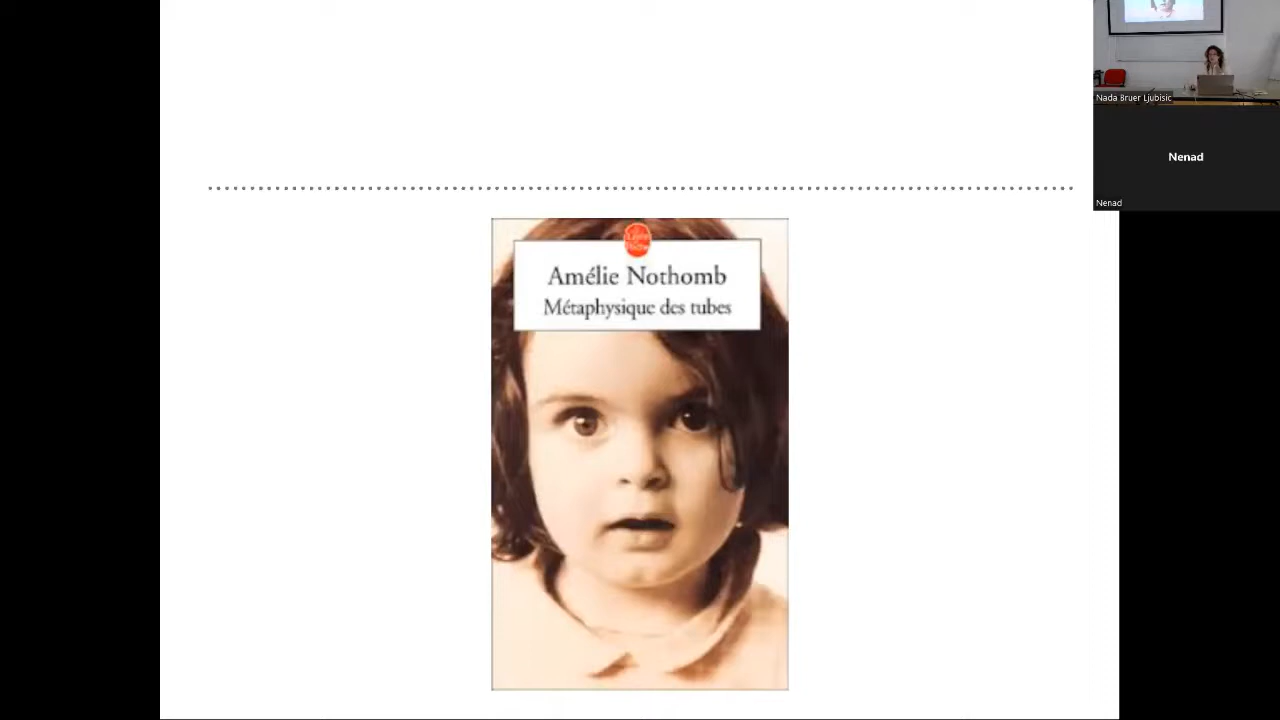 Amélie Nothomb
Métaphysique des tubes
Nada Bruer Ljubisic
Nenad
Nenad